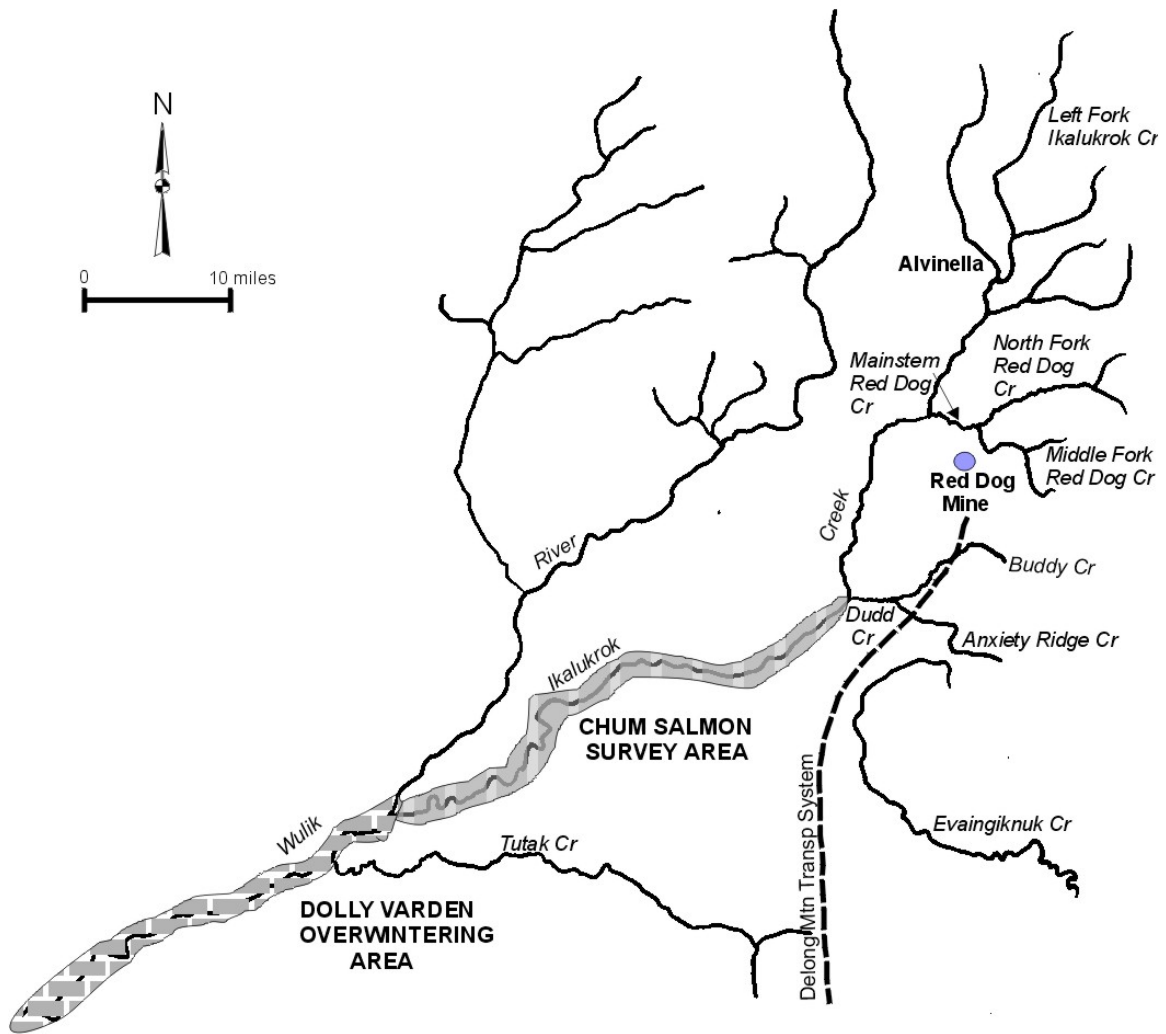 N
0
10 miles
Left Fork
Ikalukrok Cr
Alvinella
Mainstem
Red Dog
Cr
North Fork
Red Dog
Cr
Middle Fork
Red Dog Cr
Red Dog
Mine
Creek
River
Buddy Cr
Dudd
Cr
Anxiety Ridge Cr
Ikalukrok
CHUM SALMON
SURVEY AREA
Delong Mtn Transp System
Evaingiknuk Cr
Wulik
Tutak Cr
DOLLY VARDEN
OVERWINTERING
AREA